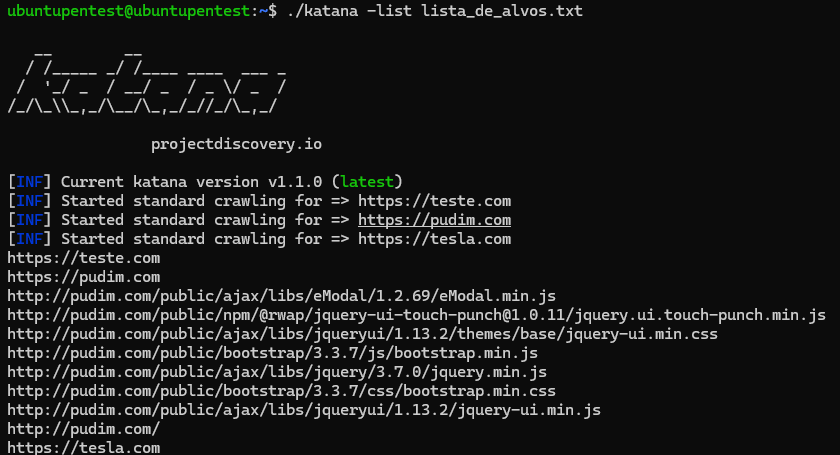 ubuntupentest@ubuntupentest:~$ ./katana -list lista_de_alvos.txt
   __        __
  / /_____ _/ /____ ____  ___ _
 /  '_/ _  / __/ _  / _ \/ _  /
/_/\_\\_,_/\__/\_,_/_//_/\_,_/
projectdiscovery.io
[INF] Current katana version v1.1.0 (latest)
[INF] Started standard crawling for => https://teste.com
[INF] Started standard crawling for => https://pudim.com
[INF] Started standard crawling for => https://tesla.com
https://teste.com
https://pudim.com
http://pudim.com/public/ajax/libs/eModal/1.2.69/eModal.min.js
http://pudim.com/public/npm/@rwap/jquery-ui-touch-punch@1.0.11/jquery.ui.touch-punch.min.js
http://pudim.com/public/ajax/libs/jqueryui/1.13.2/themes/base/jquery-ui.min.css
http://pudim.com/public/bootstrap/3.3.7/js/bootstrap.min.js
http://pudim.com/public/ajax/libs/jquery/3.7.0/jquery.min.js
http://pudim.com/public/bootstrap/3.3.7/css/bootstrap.min.css
http://pudim.com/public/ajax/libs/jqueryui/1.13.2/jquery-ui.min.js
http://pudim.com/
https://tesla.com